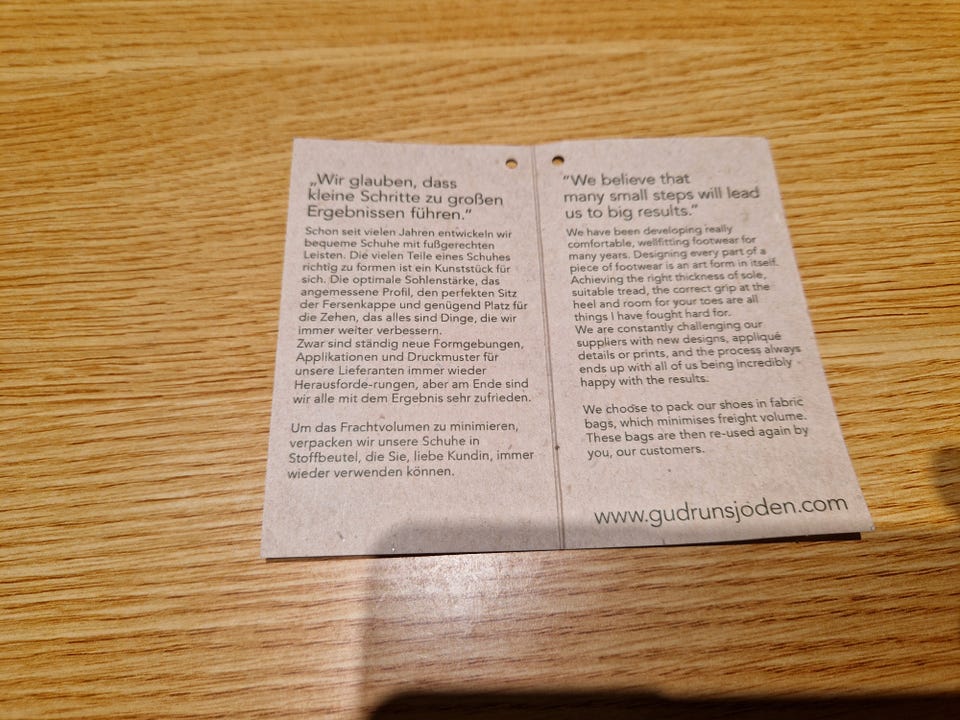 „Wir glauben, dass
kleine Schritte zu großen
Ergebnissen führen.“
Schon seit vielen Jahren entwickeln wir
bequeme Schuhe mit fußgerechten
Leisten. Die vielen Teile eines Schuhes
richtig zu formen ist ein Kunststück für
sich. Die optimale Sohlenstärke, das
angemessene Profil, den perfekten Sitz
der Fersenkappe und genügend Platz für
die Zehen, das alles sind Dinge, die wir
immer weiter verbessern.
Zwar sind ständig neue Formgebungen,
Applikationen und Druckmuster für
unsere Lieferanten immer wieder
Herausforde-rungen, aber am Ende sind
wir alle mit dem Ergebnis sehr zufrieden.
Um das Frachtvolumen zu minimieren,
verpacken wir unsere Schuhe in
Stoffbeutel, die Sie, liebe Kundin, immer
wieder verwenden können.
“We believe that
many small steps will lead
us to big results.”
We have been developing really
comfortable, wellfitting footwear for
many years. Designing every part of a
piece of footwear is an art form in itself.
Achieving the right thickness of sole,
suitable tread, the correct grip at the
heel and room for your toes are all
things I have fought hard for.
We are constantly challenging our
suppliers with new designs, appliqué
details or prints, and the process always
ends up with all of us being incredibly
happy with the results.
We choose to pack our shoes in fabric
bags, which minimises freight volume.
These bags are then re-used again by
you, our customers.
www.gudrunsjoden.com